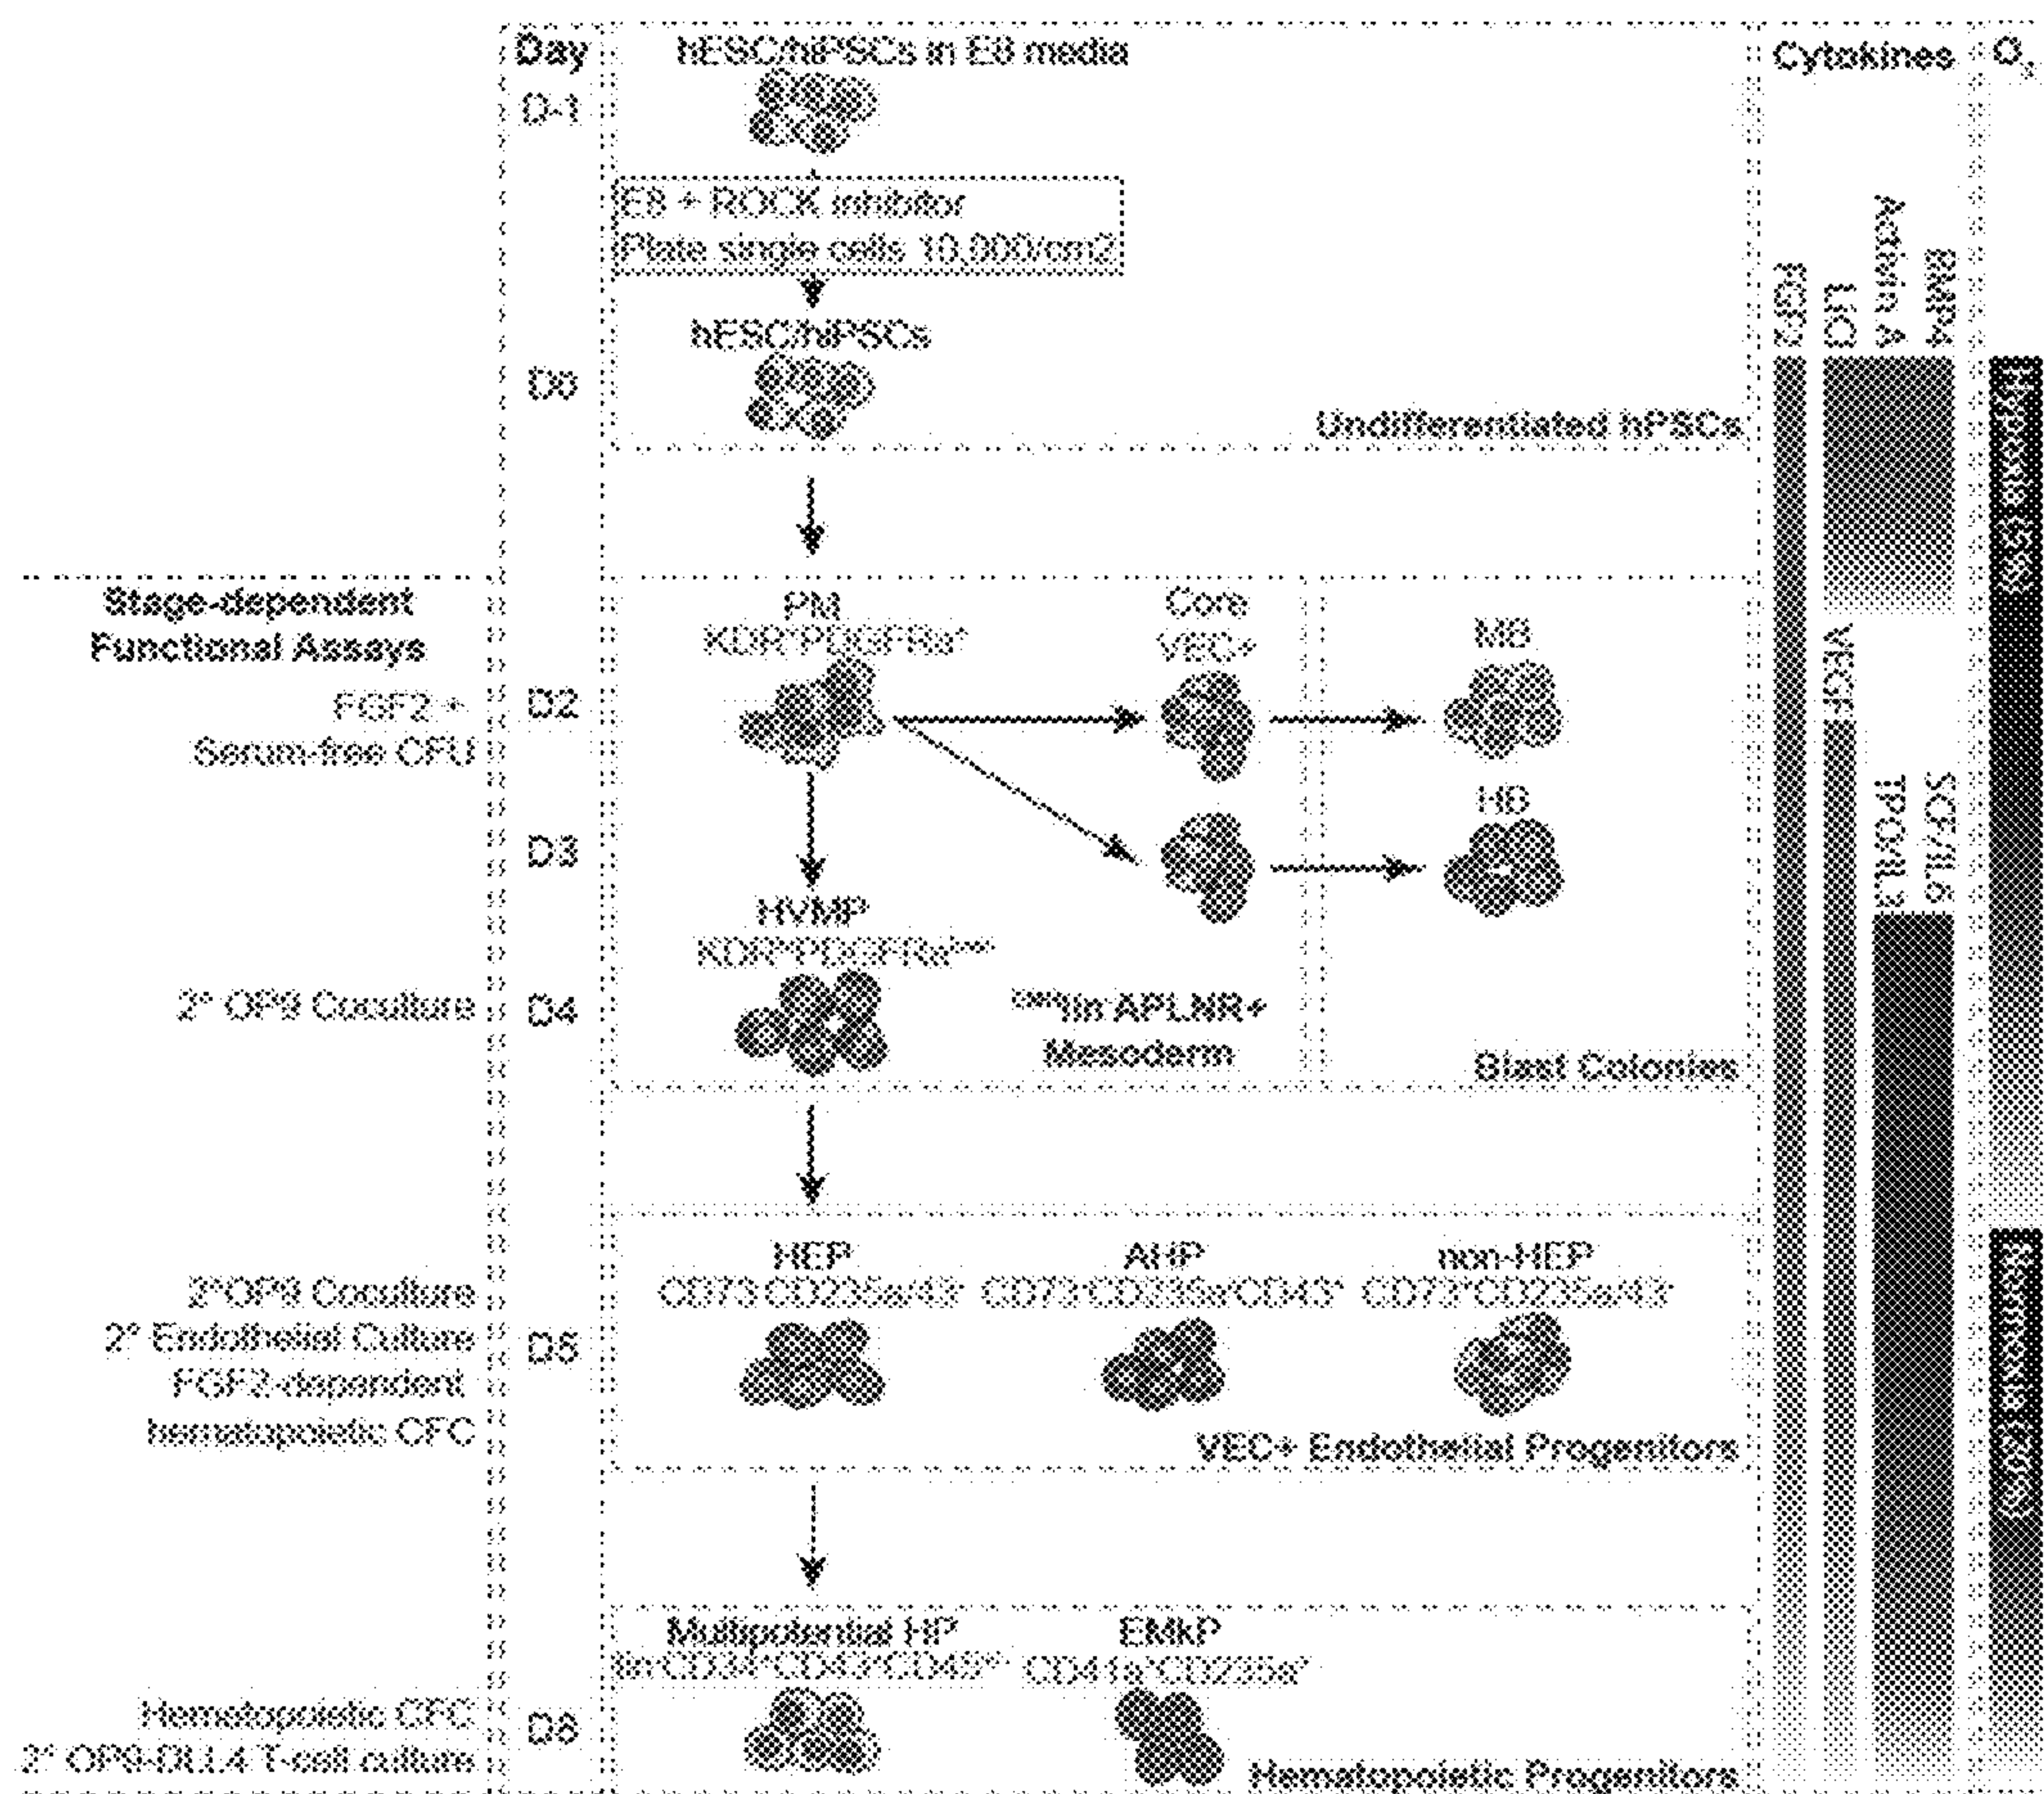 Day
hESC/hiPSCs in E8 media
Cytokines
O₂
D-1
E8 + ROCK inhibitor
Plate single cells 10,000/cm2
hESC/hiPSCs
D0
Undifferentiated hPSCs
FGF2
LiCl
Activin A
BMP4
Stage-dependent
Functional Assays
FGF2 +
Serum-free CFU
D2
PM
KDR⁺PDGFRa⁺
Core
VEC+
MB
VEGF
D3
HB
TPO/IL3
SCF/IL6
HVMP
2° OP9 Coculture
D4
lin⁻APLNR+
Mesoderm
Blast Colonies
HEP
AHP
non-HEP
2° OP9 Coculture
2° Endothelial Culture
FGF2-dependent
hematopoietic CFC
D5
VEC+ Endothelial Progenitors
Multipotential HP
EMkP
CD41a⁺CD235a⁺
Hematopoietic CFC
2° OP9-DLL4 T-cell culture
D8
Hematopoietic Progenitors